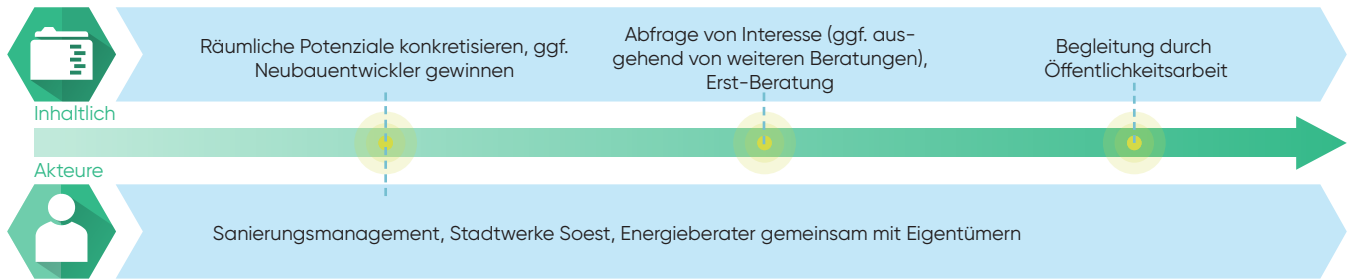 Räumliche Potenziale konkretisieren, ggf.
Neubauentwickler gewinnen
Abfrage von Interesse (ggf. aus-
gehend von weiteren Beratungen),
Erst-Beratung
Begleitung durch
Öffentlichkeitsarbeit
Inhaltlich
Akteure
Sanierungsmanagement, Stadtwerke Soest, Energieberater gemeinsam mit Eigentümern